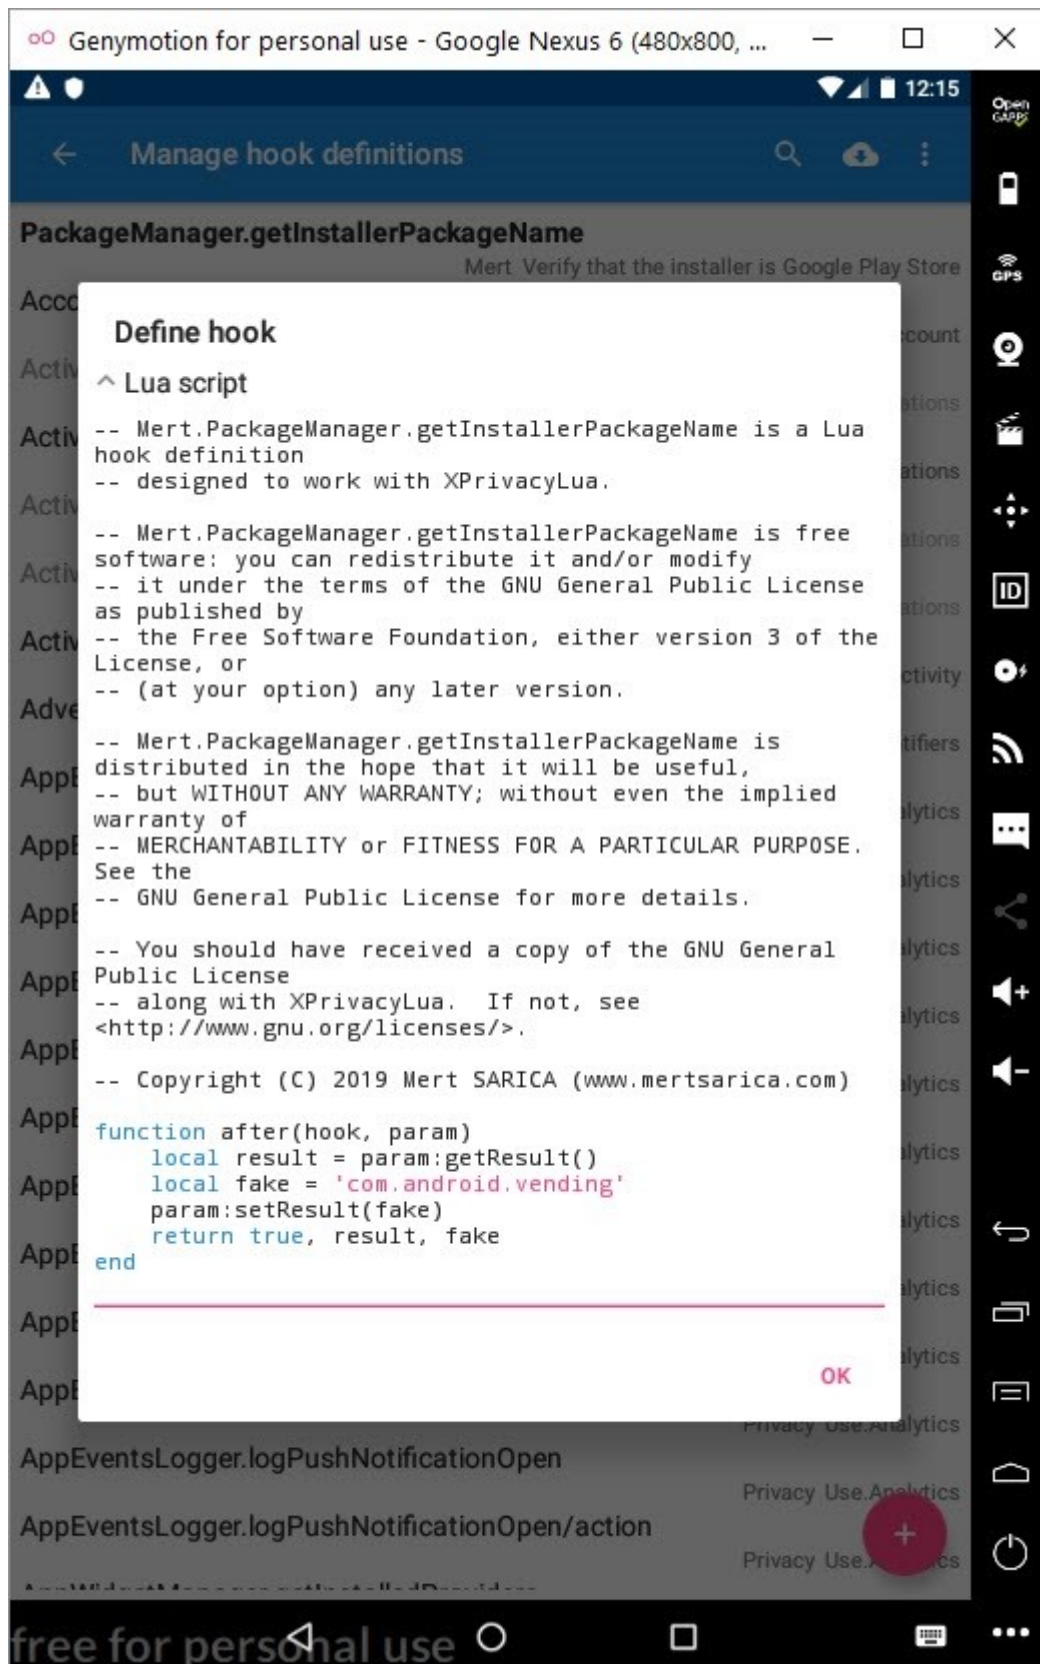 Genymotion for personal use - Google Nexus 6 (480x800, ...
12:15
Open
GAPPS
Manage hook definitions
PackageManager.getInstallerPackageName
Mert Verify that the installer is Google Play Store
GPS
Define hook
Lua script
-- Mert.PackageManager.getInstallerPackageName is a Lua
hook definition
-- designed to work with XPrivacyLua.
-- Mert.PackageManager.getInstallerPackageName is free
software: you can redistribute it and/or modify
-- it under the terms of the GNU General Public License
as published by
-- the Free Software Foundation, either version 3 of the
License, or
-- (at your option) any later version.
-- Mert.PackageManager.getInstallerPackageName is
distributed in the hope that it will be useful,
-- but WITHOUT ANY WARRANTY; without even the implied
warranty of
-- MERCHANTABILITY or FITNESS FOR A PARTICULAR PURPOSE.
See the
-- GNU General Public License for more details.
-- You should have received a copy of the GNU General
Public License
-- along with XPrivacyLua.  If not, see
<http://www.gnu.org/licenses/>.
-- Copyright (C) 2019 Mert SARICA (www.mertsarica.com)
function after(hook, param)
    local result = param:getResult()
    local fake = 'com.android.vending'
    param:setResult(fake)
    return true, result, fake
end
OK
ID
Privacy Use.Analytics
AppEventsLogger.logPushNotificationOpen
Privacy Use.Analytics
AppEventsLogger.logPushNotificationOpen/action
Privacy
free for personal use